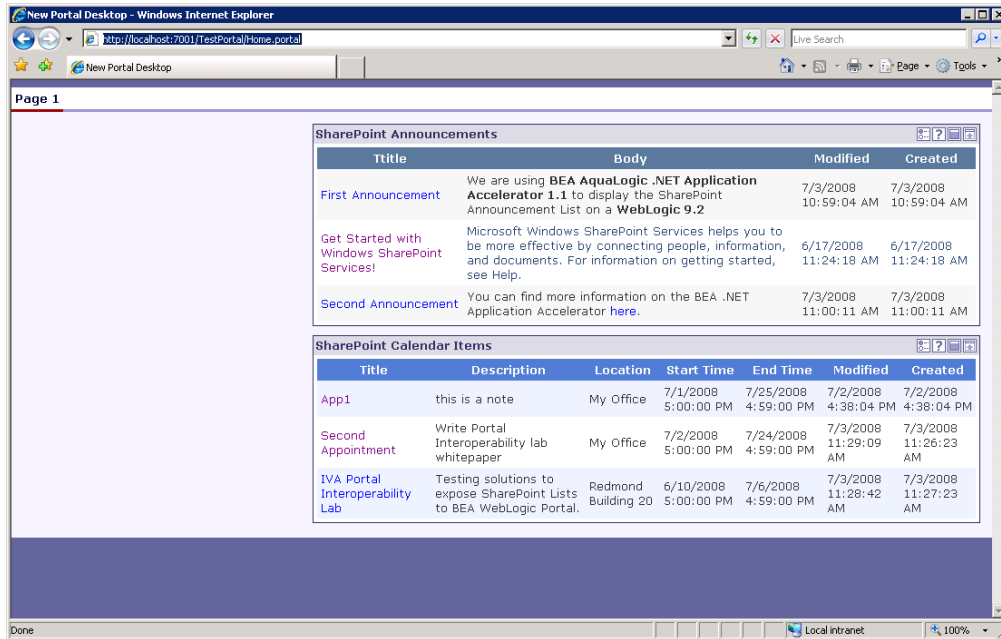 New Portal Desktop - Windows Internet Explorer
http://localhost:7001/TestPortal/Home.portal
Live Search
New Portal Desktop
Page
Tools
Page 1
SharePoint Announcements
Ttitle Body Modified Created
First Announcement
We are using BEA AquaLogic .NET Application
Accelerator 1.1 to display the SharePoint
Announcement List on a WebLogic 9.2
7/3/2008
10:59:04 AM
7/3/2008
10:59:04 AM
Get Started with
Windows SharePoint
Services!
Microsoft Windows SharePoint Services helps you to
be more effective by connecting people, information,
and documents. For information on getting started,
see Help.
6/17/2008
11:24:18 AM
6/17/2008
11:24:18 AM
Second Announcement
You can find more information on the BEA .NET
Application Accelerator here.
7/3/2008
11:00:11 AM
7/3/2008
11:00:11 AM
SharePoint Calendar Items
Title Description Location Start Time End Time Modified Created
App1
this is a note
My Office
7/1/2008
5:00:00 PM
7/25/2008
4:59:00 PM
7/2/2008
4:38:04 PM
7/2/2008
4:38:04 PM
Second
Appointment
Write Portal
Interoperability lab
whitepaper
My Office
7/2/2008
5:00:00 PM
7/24/2008
4:59:00 PM
7/3/2008
11:29:09
AM
7/3/2008
11:26:23
AM
IVA Portal
Interoperability
Lab
Testing solutions to
expose SharePoint Lists
to BEA WebLogic Portal.
Redmond
Building 20
6/10/2008
5:00:00 PM
7/6/2008
4:59:00 PM
7/3/2008
11:28:42
AM
7/3/2008
11:27:23
AM
Done
Local intranet
100%